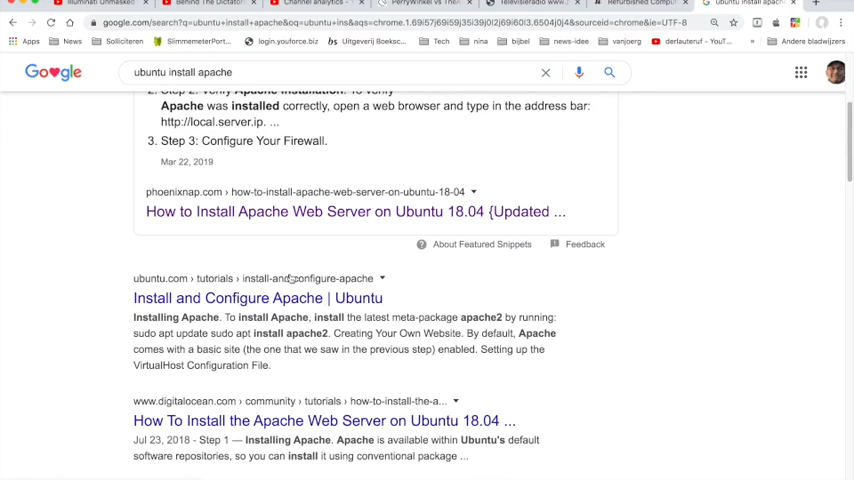 Illuminati Unmasked
Behind The Dictator
Channel analytics -
PerryWinkel vs TheA
Televisieradio www.
Refurbished Comput
ubuntu install apach
google.com/search?q=ubuntu+install+apache&oq=ubuntu+ins&aqs=chrome.1.69i57j69i59j35i39j0l2j69i60l3.6504j0j4&sourceid=chrome&ie=UTF-8
Apps News Solliciteren SlimmemeterPort... login.youforce.biz Uitgeverij Boeksc... Tech nina bijbel news-idee vanjoerg derlauteruf - YouT... » Andere bladwijzers
Google
ubuntu install apache
2. Step 2: Verify Apache Installation. To verify
Apache was installed correctly, open a web browser and type in the address bar:
http://local.server.ip. ...
3. Step 3: Configure Your Firewall.
Mar 22, 2019
phoenixnap.com › how-to-install-apache-web-server-on-ubuntu-18-04
How to Install Apache Web Server on Ubuntu 18.04 {Updated ...
About Featured Snippets Feedback
ubuntu.com › tutorials › install-and-configure-apache
Install and Configure Apache | Ubuntu
Installing Apache. To install Apache, install the latest meta-package apache2 by running:
sudo apt update sudo apt install apache2. Creating Your Own Website. By default, Apache
comes with a basic site (the one that we saw in the previous step) enabled. Setting up the
VirtualHost Configuration File.
www.digitalocean.com › community › tutorials › how-to-install-the-a...
How To Install the Apache Web Server on Ubuntu 18.04 ...
Jul 23, 2018 - Step 1 — Installing Apache. Apache is available within Ubuntu's default
software repositories, so you can install it using conventional package ...